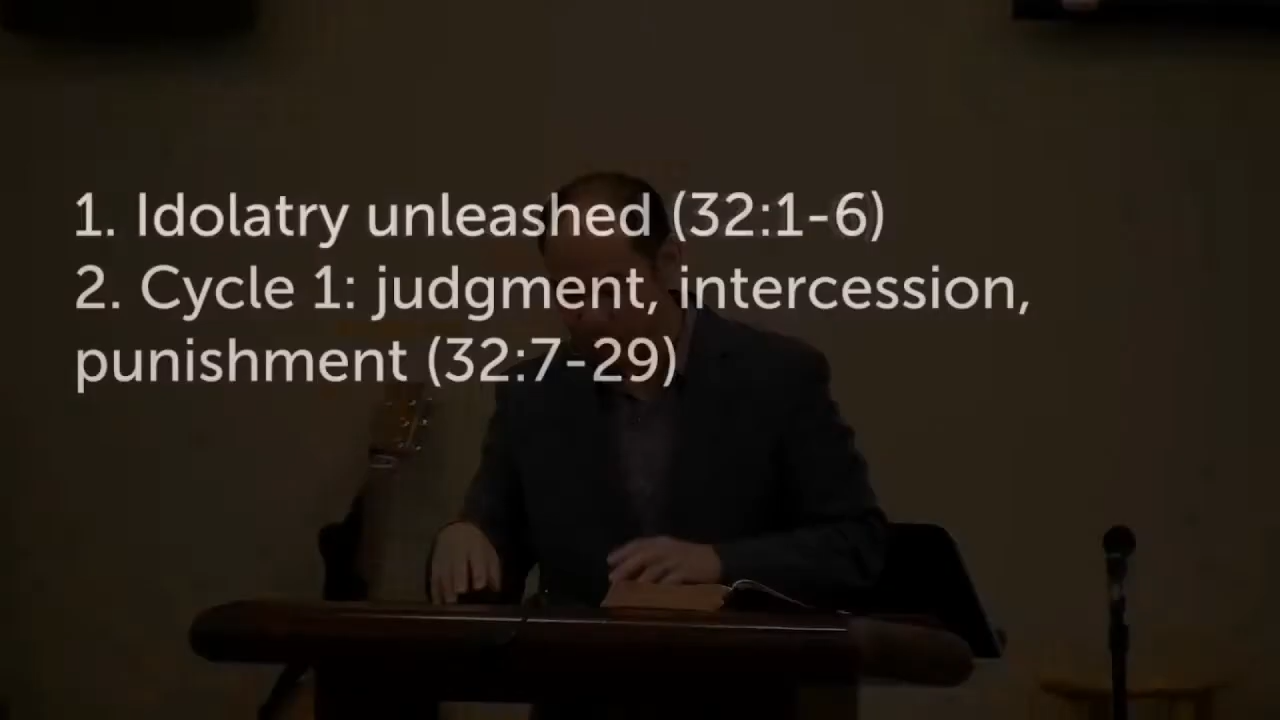 1. Idolatry unleashed (32:1-6)
2. Cycle 1: judgment, intercession,
punishment (32:7-29)